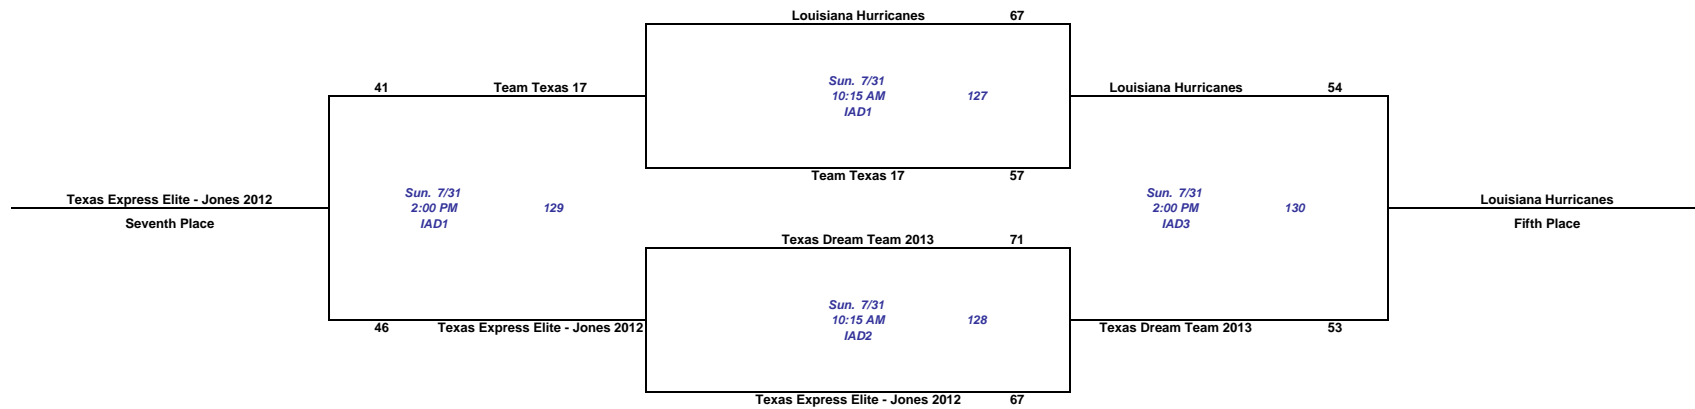 Louisiana Hurricanes 67
Sun. 7/31
41 Team Texas 17
10:15 AM 127
Louisiana Hurricanes 54
IAD1
Team Texas 17 57
Sun. 7/31
Sun. 7/31
Texas Express Elite - Jones 2012
2:00 PM 129
2:00 PM 130
Louisiana Hurricanes
Seventh Place
IAD1
IAD3
Fifth Place
Texas Dream Team 2013 71
Sun. 7/31
10:15 AM 128
46 Texas Express Elite - Jones 2012
IAD2
Texas Dream Team 2013 53
Texas Express Elite - Jones 2012 67